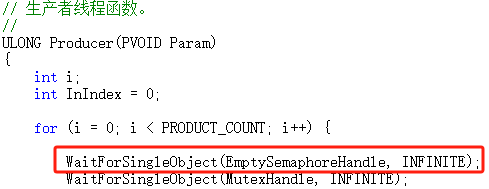 // 生产者线程函数。
//
ULONG Producer(PVOID Param)
{
int i;
int InIndex = 0;
for (i = 0; i < PRODUCT_COUNT; i++) {
WaitForSingleObject(EmptySemaphoreHandle, INFINITE);
WaitForSingleObject(MutexHandle, INFINITE);